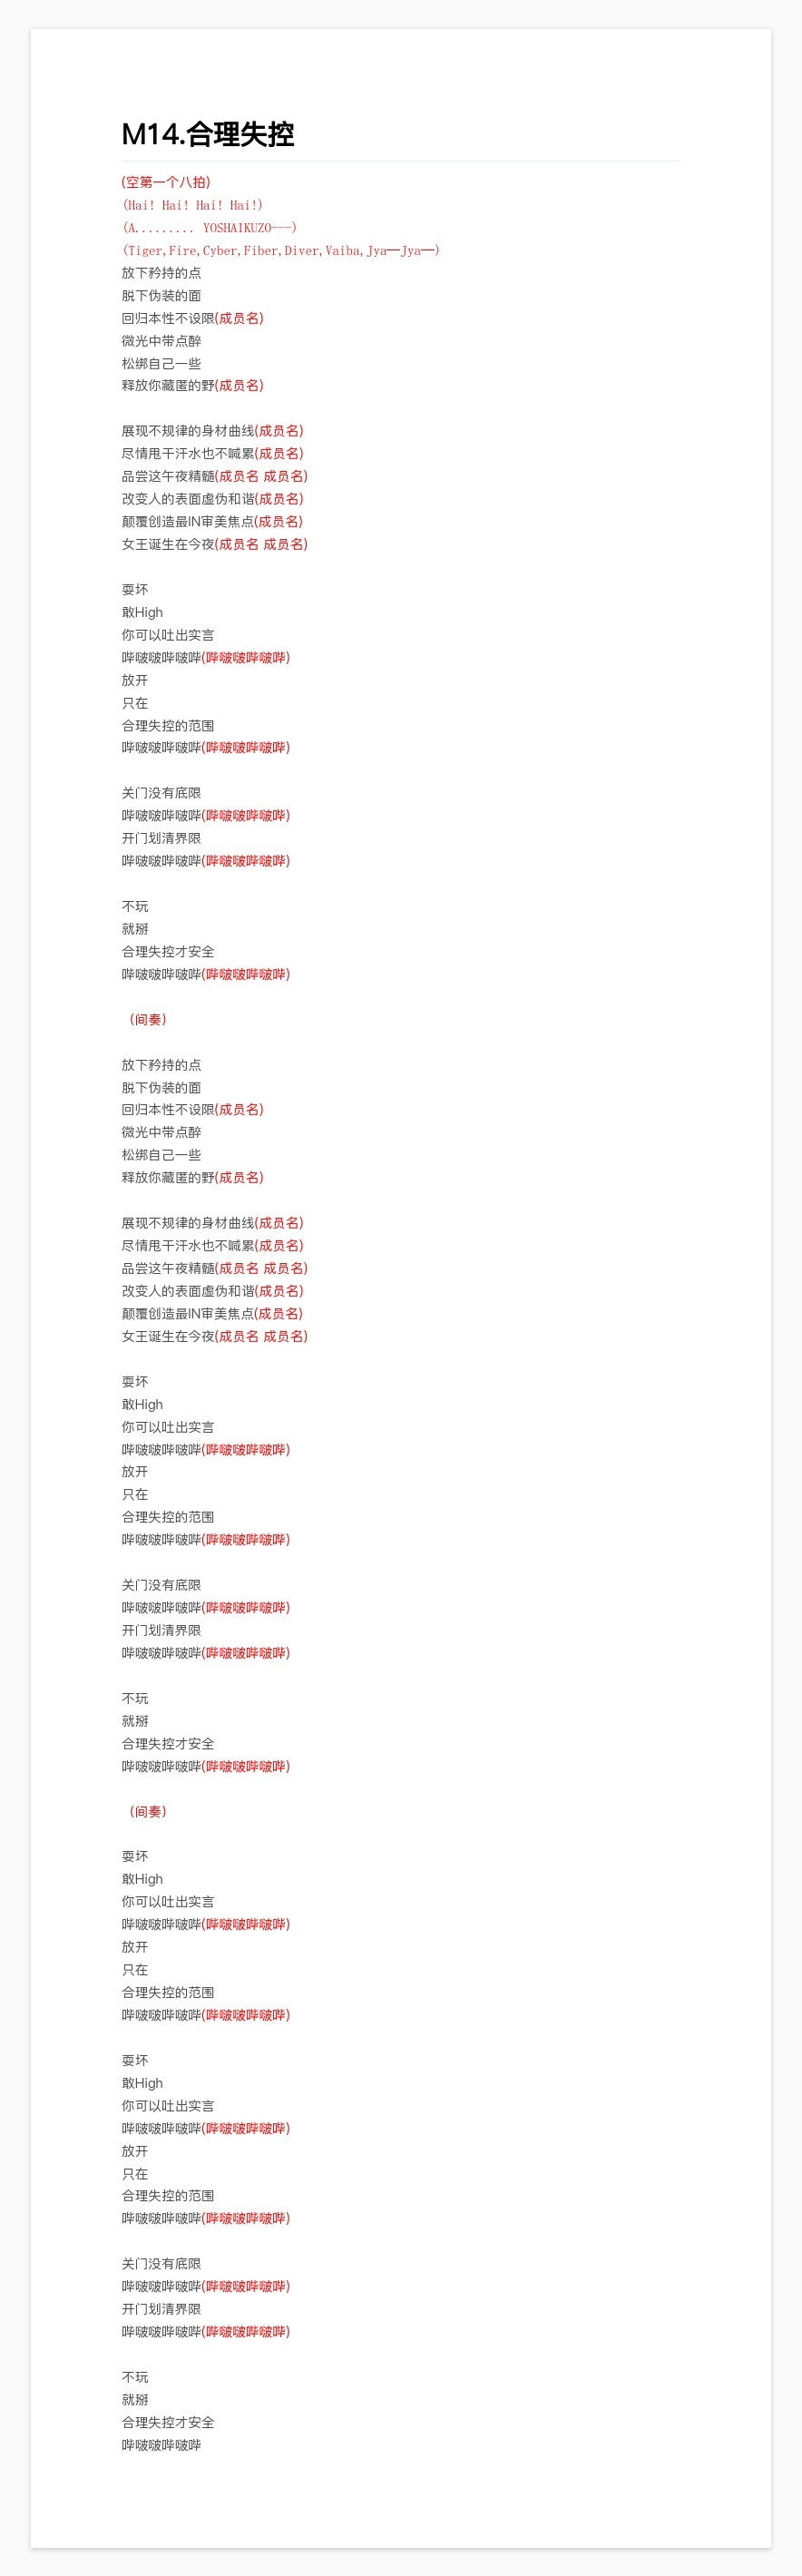 M14.合理失控
(空第一个八拍)
(Hai! Hai! Hai! Hai!)
(A......... YOSHAIKUZO---)
(Tiger,Fire,Cyber,Fiber,Diver,Vaiba,Jya——Jya——)
放下矜持的点
脱下伪装的面
回归本性不设限(成员名)
微光中带点醉
松绑自己一些
释放你藏匿的野(成员名)

展现不规律的身材曲线(成员名)
尽情甩干汗水也不喊累(成员名)
品尝这午夜精髓(成员名 成员名)
改变人的表面虚伪和谐(成员名)
颠覆创造最IN审美焦点(成员名)
女王诞生在今夜(成员名 成员名)

耍坏
敢High
你可以吐出实言
哔啵啵哔啵哔(哔啵啵哔啵哔)
放开
只在
合理失控的范围
哔啵啵哔啵哔(哔啵啵哔啵哔)

关门没有底限
哔啵啵哔啵哔(哔啵啵哔啵哔)
开门划清界限
哔啵啵哔啵哔(哔啵啵哔啵哔)

不玩
就掰
合理失控才安全
哔啵啵哔啵哔(哔啵啵哔啵哔)

（间奏）

放下矜持的点
脱下伪装的面
回归本性不设限(成员名)
微光中带点醉
松绑自己一些
释放你藏匿的野(成员名)

展现不规律的身材曲线(成员名)
尽情甩干汗水也不喊累(成员名)
品尝这午夜精髓(成员名 成员名)
改变人的表面虚伪和谐(成员名)
颠覆创造最IN审美焦点(成员名)
女王诞生在今夜(成员名 成员名)

耍坏
敢High
你可以吐出实言
哔啵啵哔啵哔(哔啵啵哔啵哔)
放开
只在
合理失控的范围
哔啵啵哔啵哔(哔啵啵哔啵哔)

关门没有底限
哔啵啵哔啵哔(哔啵啵哔啵哔)
开门划清界限
哔啵啵哔啵哔(哔啵啵哔啵哔)

不玩
就掰
合理失控才安全
哔啵啵哔啵哔(哔啵啵哔啵哔)

（间奏）

耍坏
敢High
你可以吐出实言
哔啵啵哔啵哔(哔啵啵哔啵哔)
放开
只在
合理失控的范围
哔啵啵哔啵哔(哔啵啵哔啵哔)

耍坏
敢High
你可以吐出实言
哔啵啵哔啵哔(哔啵啵哔啵哔)
放开
只在
合理失控的范围
哔啵啵哔啵哔(哔啵啵哔啵哔)

关门没有底限
哔啵啵哔啵哔(哔啵啵哔啵哔)
开门划清界限
哔啵啵哔啵哔(哔啵啵哔啵哔)

不玩
就掰
合理失控才安全
哔啵啵哔啵哔